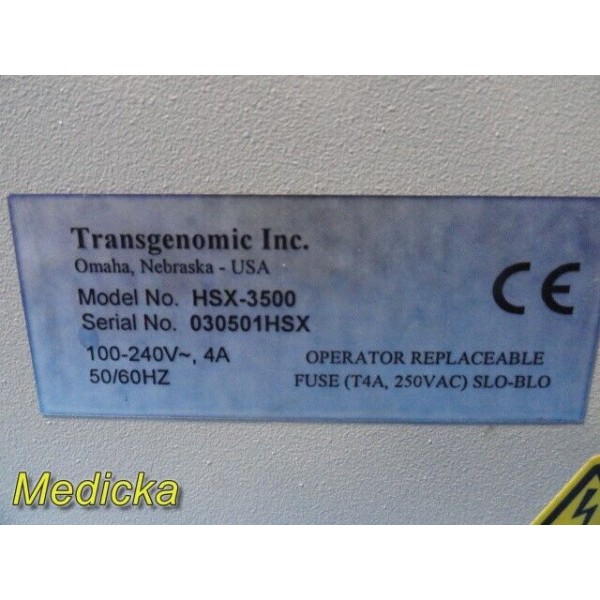 Transgenomic Inc.
Omaha, Nebraska - USA
Model No. HSX-3500
Serial No. 030501HSX
100-240V~, 4A
50/60HZ
CE
OPERATOR REPLACEABLE
FUSE (T4A, 250VAC) SLO-BLO
Medicka